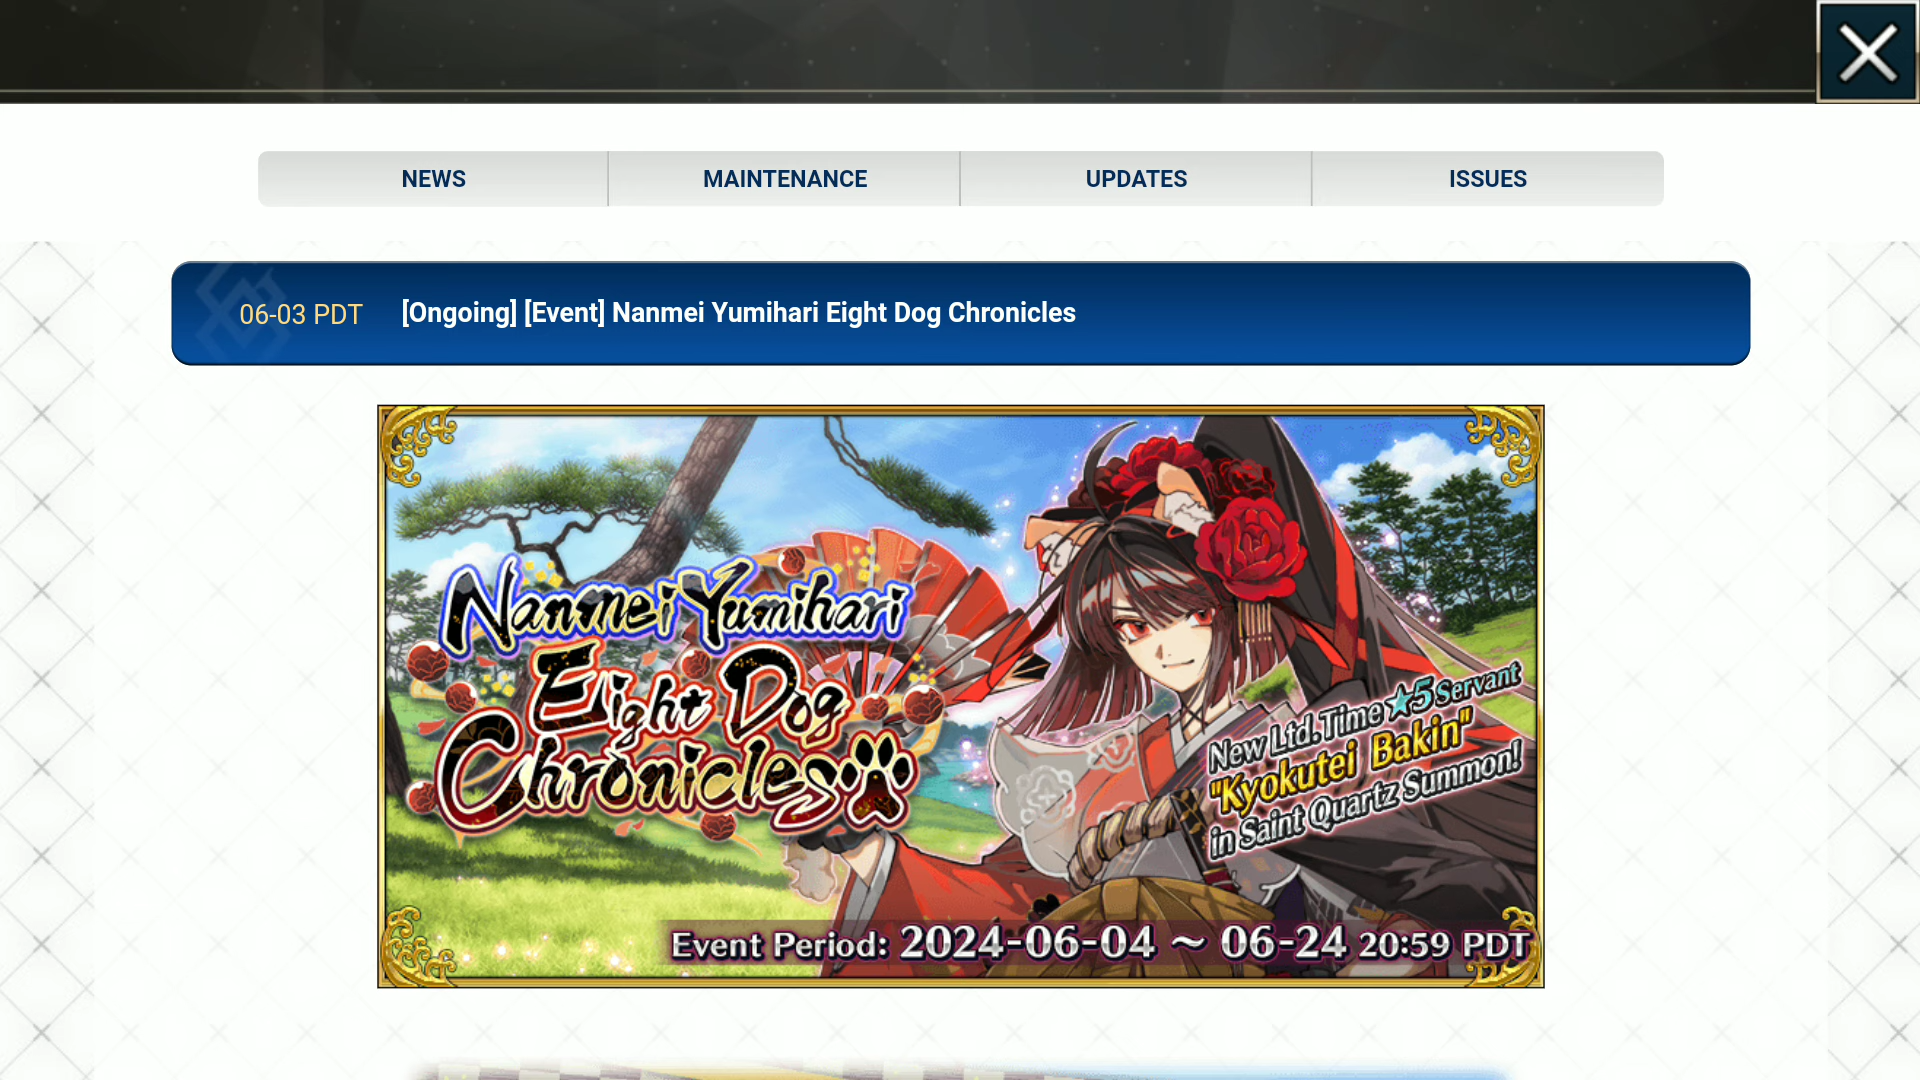 NEWS
MAINTENANCE
UPDATES
ISSUES
06-03 PDT
[Ongoing] [Event] Nanmei Yumihari Eight Dog Chronicles
Nanmei Yumihari
Eight Dog
Chronicles
New Ltd.Time ★5 Servant
"Kyokutei Bakin"
in Saint Quartz Summon!
Event Period: 2024-06-04 ~ 06-24 20:59 PDT